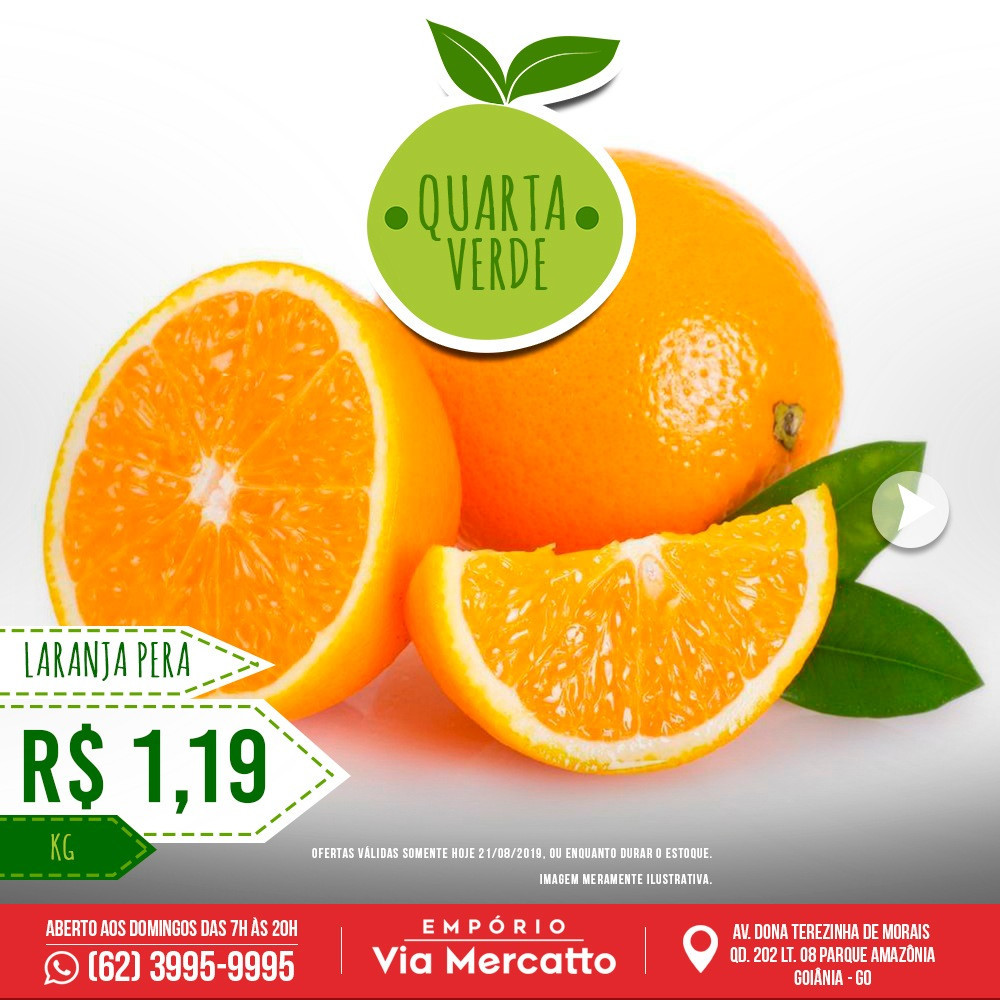 QUARTA
VERDE
LARANJA PERA
R$ 1,19
KG
OFERTAS VÁLIDAS SOMENTE HOJE 21/08/2019, OU ENQUANTO DURAR O ESTOQUE.
IMAGEM MERAMENTE ILUSTRATIVA.
ABERTO AOS DOMINGOS DAS 7H ÀS 20H
(62) 3995-9995
EMPÓRIO
Via Mercatto
AV. DONA TEREZINHA DE MORAIS
QD. 202 LT. 08 PARQUE AMAZÔNIA
GOIÂNIA - GO